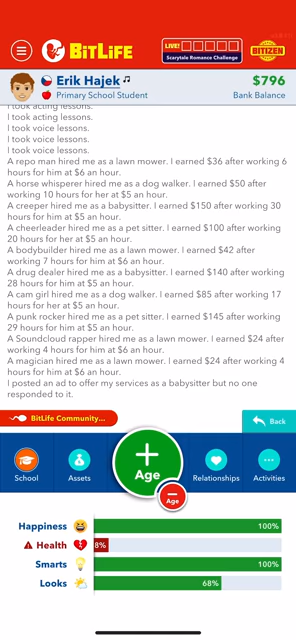 BITLIFE
LIVE!
Scarytale Romance Challenge
BITIZEN
Erik Hajek
$796
Primary School Student
Bank Balance
I took acting lessons.
I took acting lessons.
I took voice lessons.
I took voice lessons.
I took voice lessons.
A repo man hired me as a lawn mower. I earned $36 after working 6
hours for him at $6 an hour.
A horse whisperer hired me as a dog walker. I earned $50 after
working 10 hours for her at $5 an hour.
A creeper hired me as a babysitter. I earned $150 after working 30
hours for him at $5 an hour.
A cheerleader hired me as a pet sitter. I earned $100 after working
20 hours for her at $5 an hour.
A bodybuilder hired me as a lawn mower. I earned $42 after
working 7 hours for him at $6 an hour.
A drug dealer hired me as a babysitter. I earned $140 after working
28 hours for him at $5 an hour.
A cam girl hired me as a dog walker. I earned $85 after working 17
hours for her at $5 an hour.
A punk rocker hired me as a pet sitter. I earned $145 after working
29 hours for him at $5 an hour.
A Soundcloud rapper hired me as a lawn mower. I earned $24 after
working 4 hours for him at $6 an hour.
A magician hired me as a lawn mower. I earned $24 after working 4
hours for him at $6 an hour.
I posted an ad to offer my services as a babysitter but no one
responded to it.
BitLife Community...
Back
School
Assets
Age
Age
Relationships
Activities
Happiness
100%
Health
8%
Smarts
100%
Looks
68%